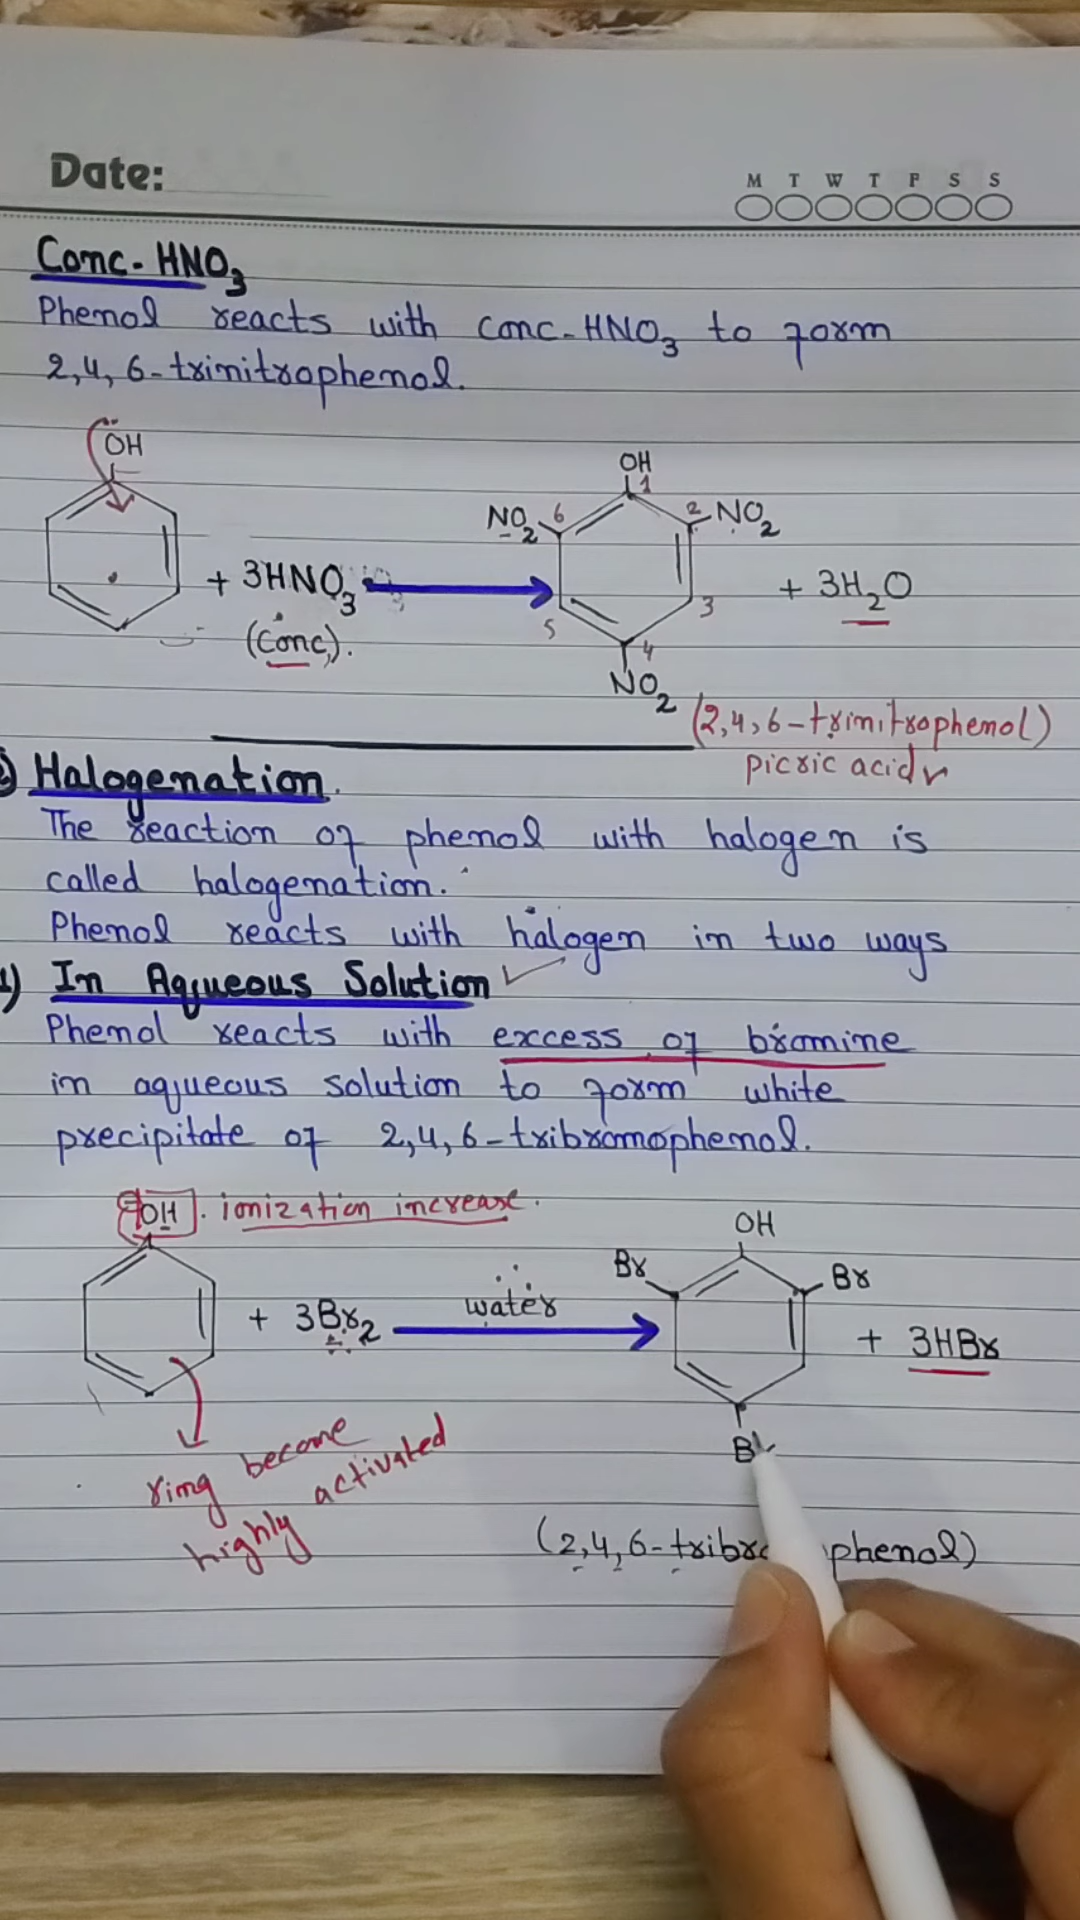 Date:
M T W T F S S
Conc-HNO₃
Phenol reacts with conc-HNO₃ to form
2,4,6-trinitrophenol.
OH
OH
1
NO₂ 6
2 NO₂
+ 3HNO₃
+ 3H₂O
3
5
(conc).
4
NO₂
(2,4,6-trinitrophenol)
picric acid
Halogenation.
The reaction of phenol with halogen is
called halogenation.
Phenol reacts with halogen in two ways
1) In Aqueous Solution ✓
Phenol reacts with excess of bromine
in aqueous solution to form white
precipitate of 2,4,6-tribromophenol.
OH . ionization increase.
OH
Br
Br
water
+ 3Br₂
+ 3HBr
ring become
highly activated
(2,4,6- phenol)